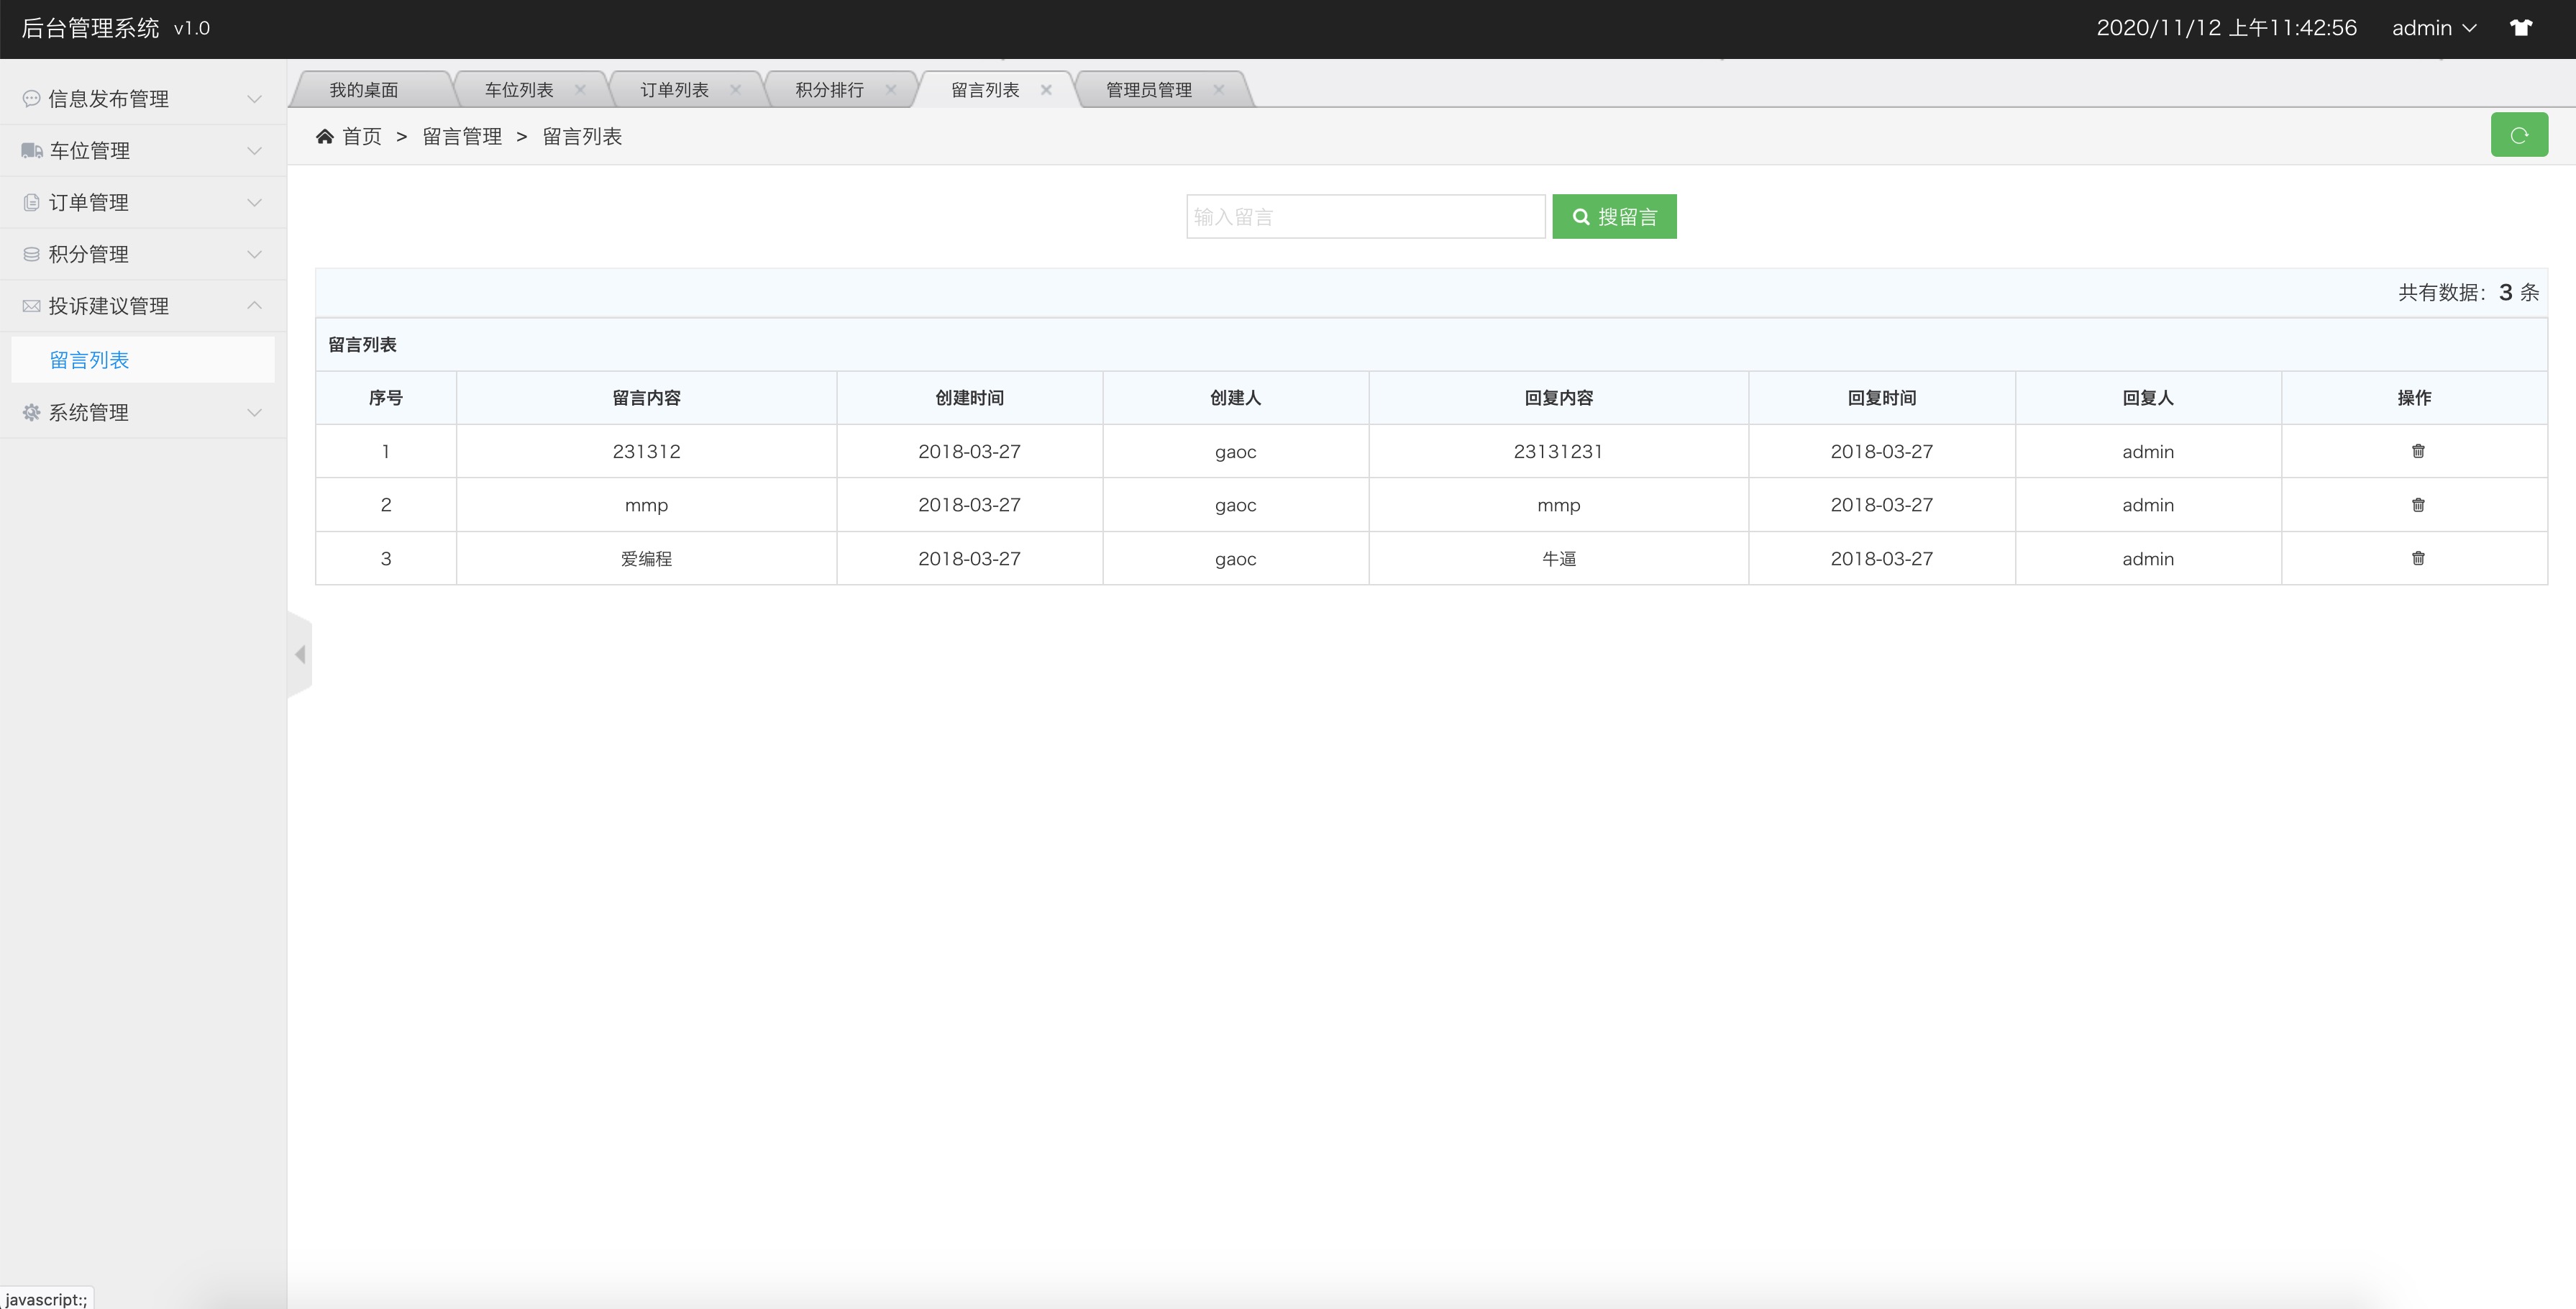 后台管理系统 v1.0
2020/11/12 上午11:42:56 admin
信息发布管理
车位管理
订单管理
积分管理
投诉建议管理
留言列表
系统管理
我的桌面 车位列表 订单列表 积分排行 留言列表 管理员管理
首页 > 留言管理 > 留言列表
输入留言 搜留言
共有数据：3 条
留言列表
序号 留言内容 创建时间 创建人 回复内容 回复时间 回复人 操作
1 231312 2018-03-27 gaoc 23131231 2018-03-27 admin
2 mmp 2018-03-27 gaoc mmp 2018-03-27 admin
3 爱编程 2018-03-27 gaoc 牛逼 2018-03-27 admin
javascript:;